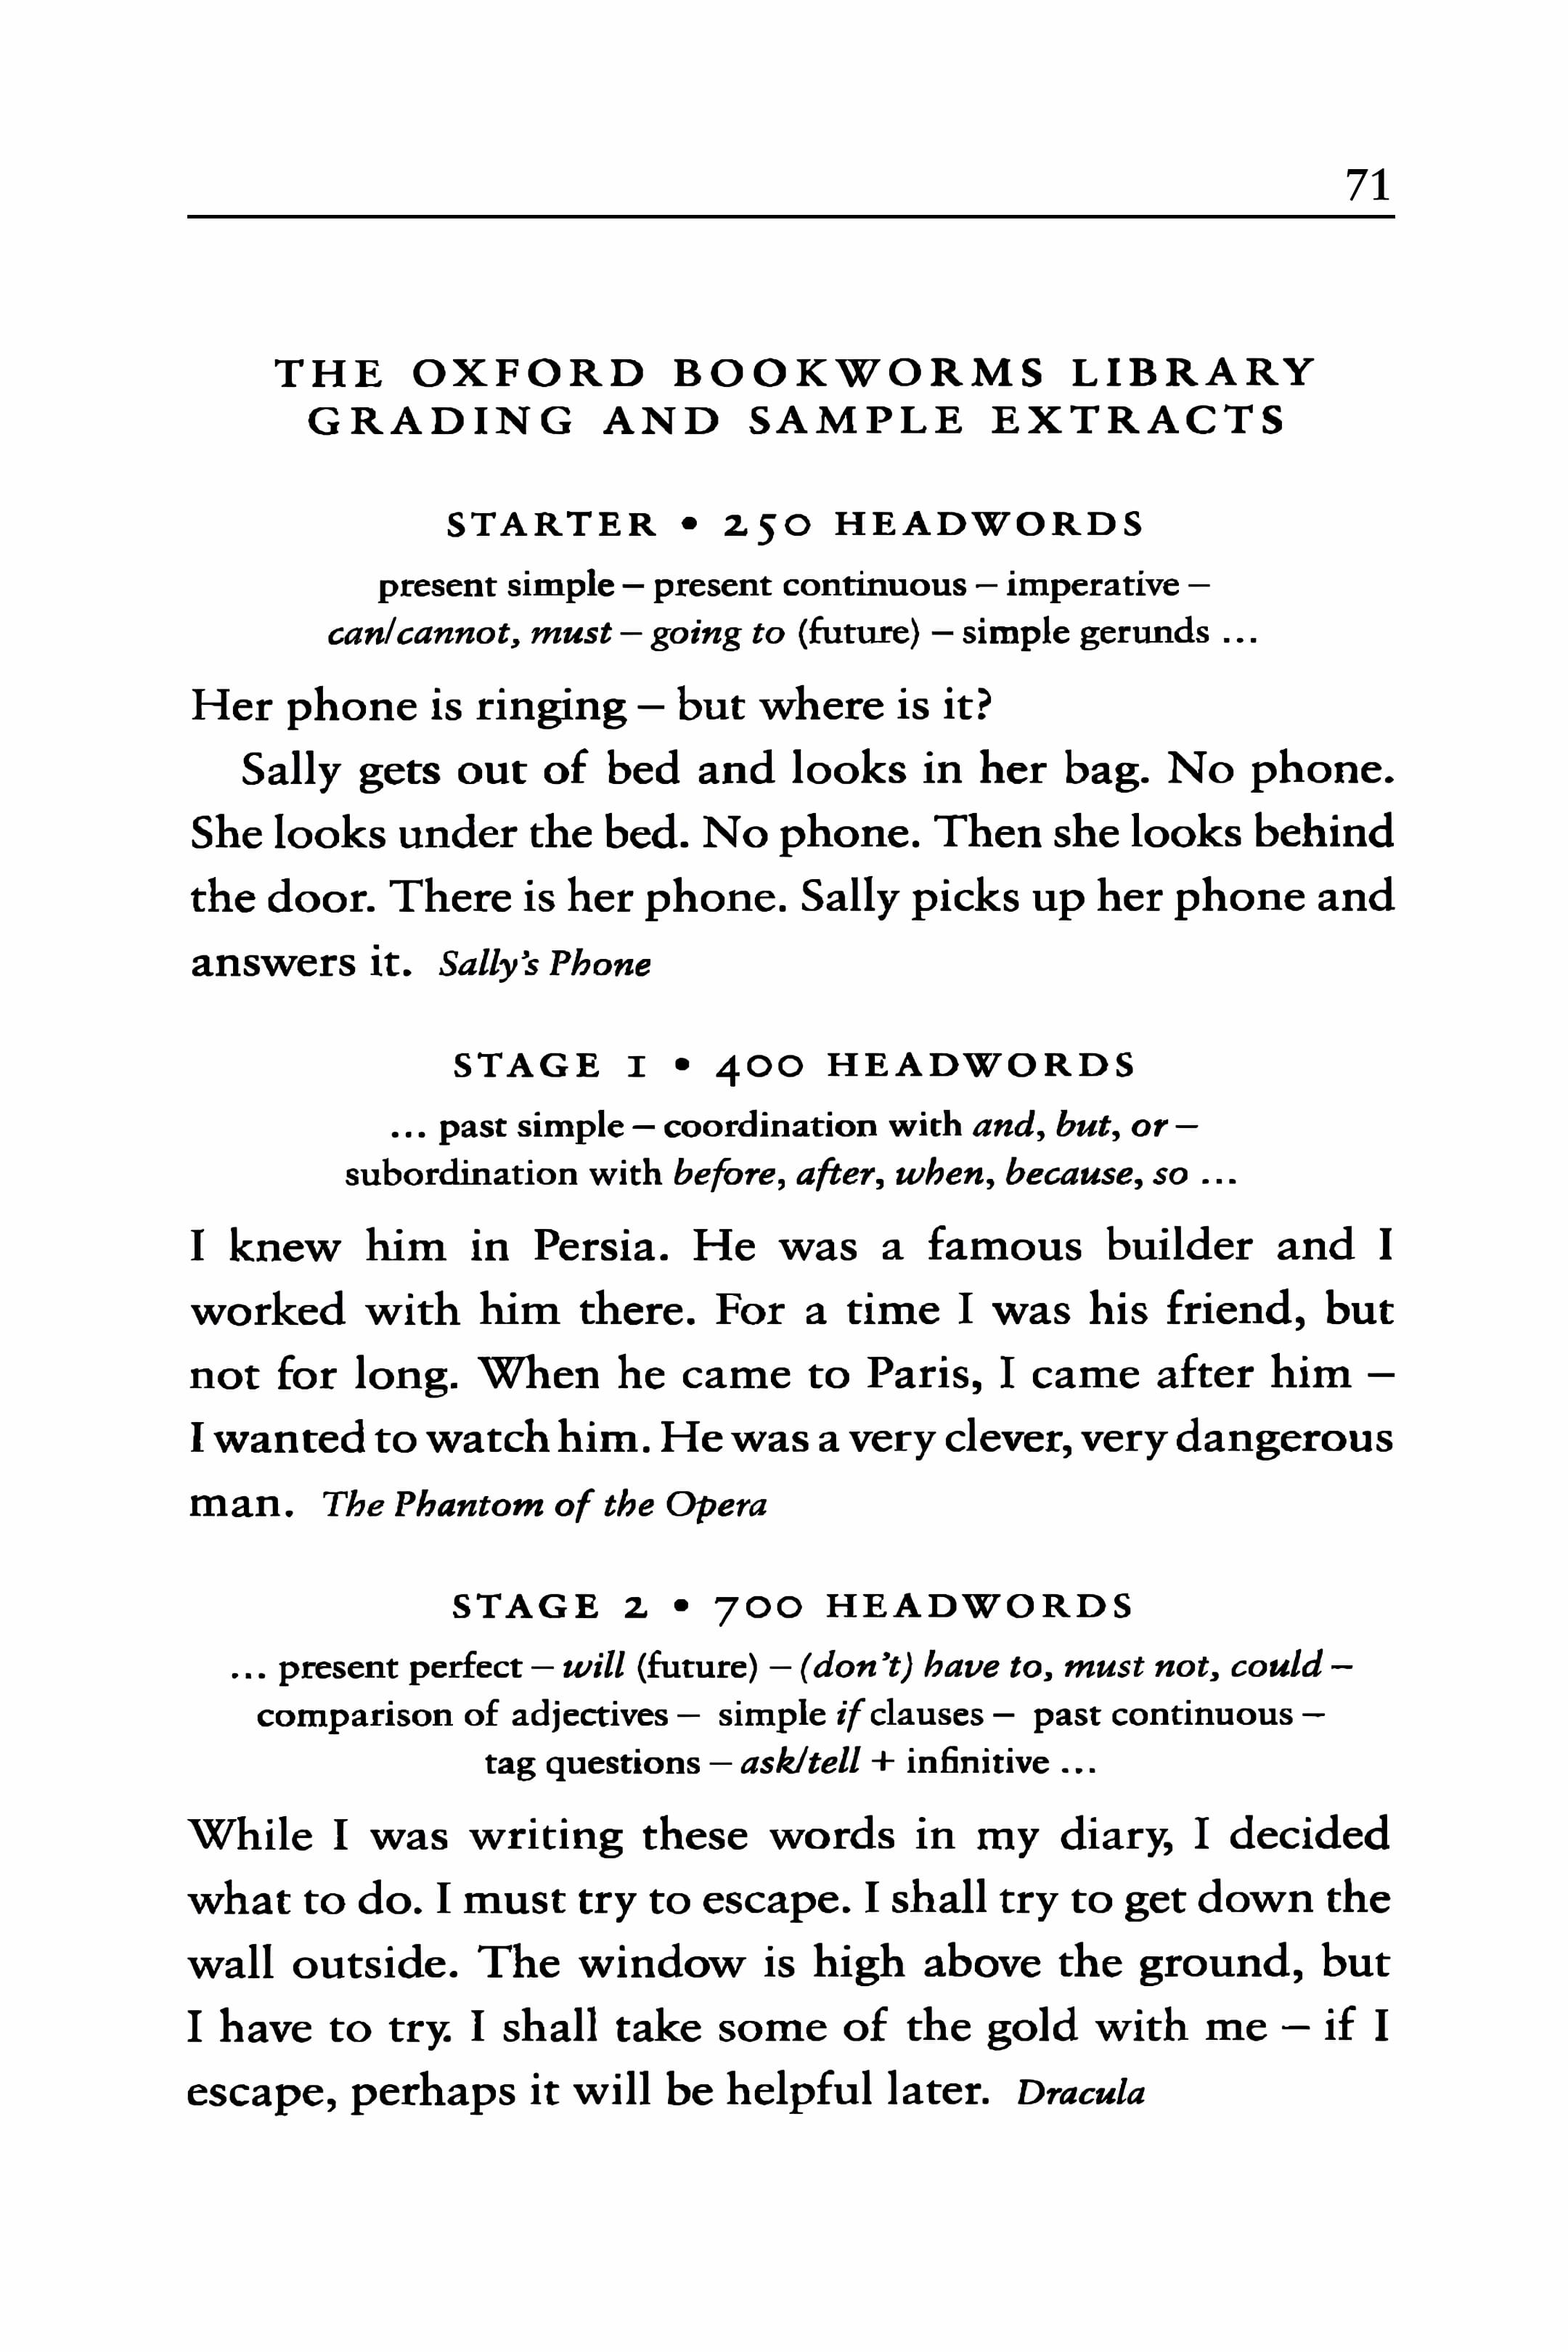 71
THE OXFORD BOOKWORMS LIBRARY
GRADING AND SAMPLE EXTRACTS
STARTER • 250 HEADWORDS
present simple – present continuous – imperative –
can/cannot, must – going to (future) – simple gerunds ...
Her phone is ringing – but where is it?
Sally gets out of bed and looks in her bag. No phone.
She looks under the bed. No phone. Then she looks behind
the door. There is her phone. Sally picks up her phone and
answers it. Sally's Phone
STAGE 1 • 400 HEADWORDS
... past simple – coordination with and, but, or –
subordination with before, after, when, because, so ...
I knew him in Persia. He was a famous builder and I
worked with him there. For a time I was his friend, but
not for long. When he came to Paris, I came after him –
I wanted to watch him. He was a very clever, very dangerous
man. The Phantom of the Opera
STAGE 2 • 700 HEADWORDS
... present perfect – will (future) – (don't) have to, must not, could –
comparison of adjectives – simple if clauses – past continuous –
tag questions – ask/tell + infinitive ...
While I was writing these words in my diary, I decided
what to do. I must try to escape. I shall try to get down the
wall outside. The window is high above the ground, but
I have to try. I shall take some of the gold with me – if I
escape, perhaps it will be helpful later. Dracula